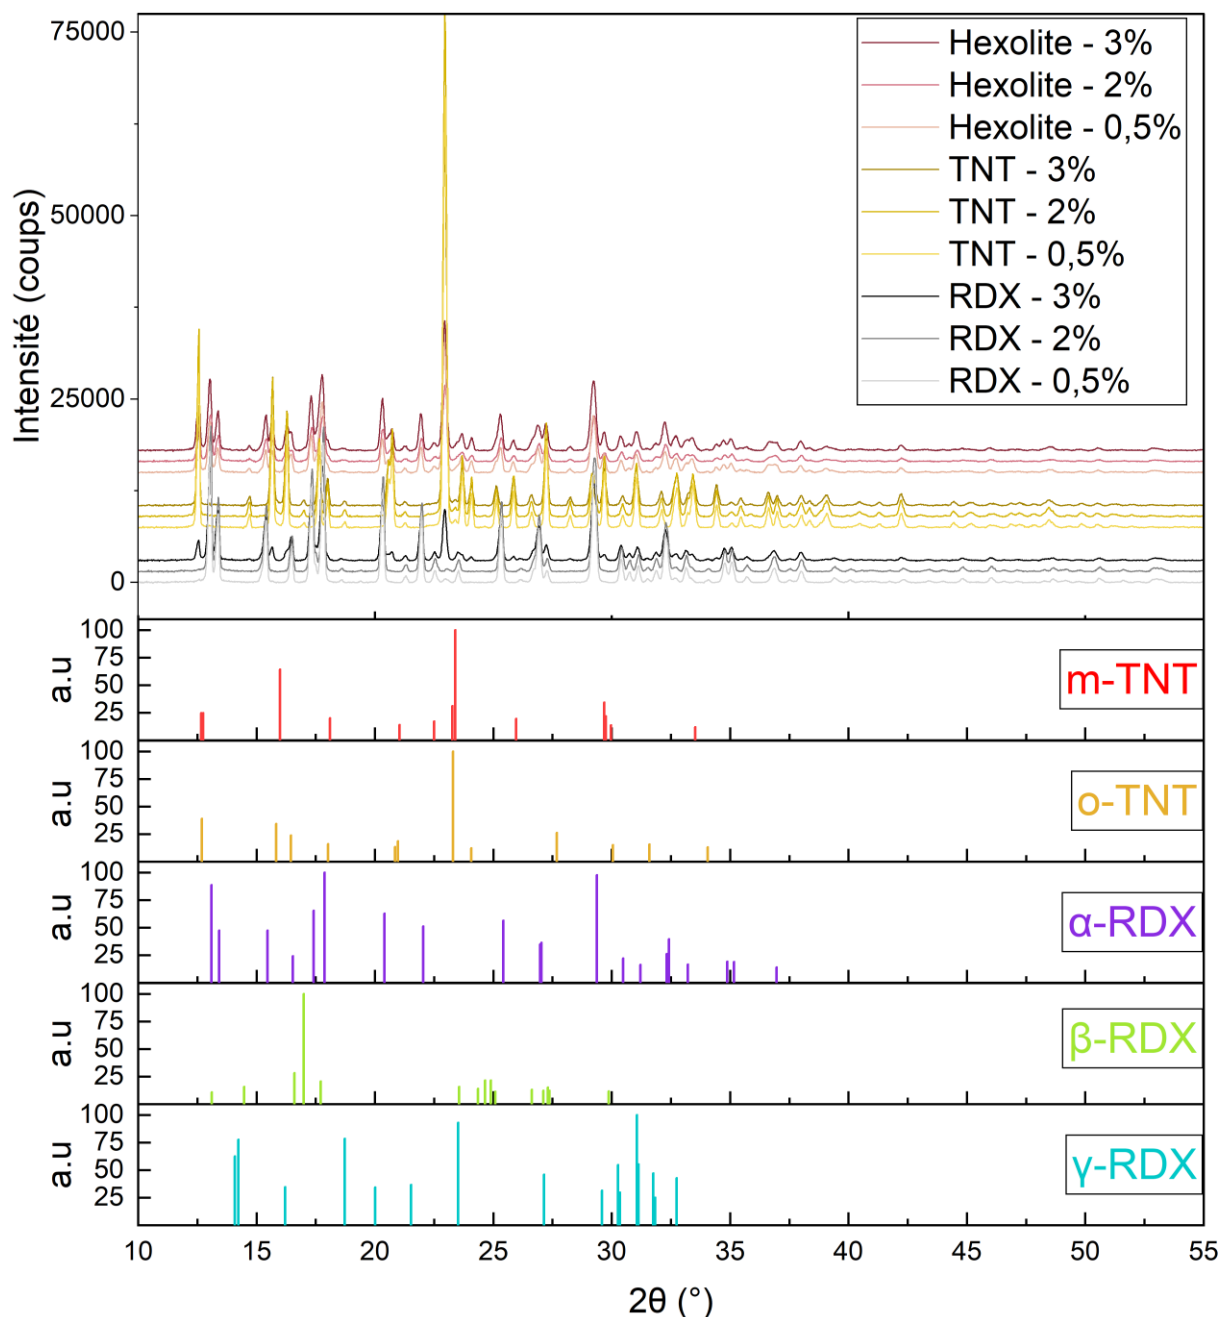 75000
50000
25000
0
Intensité (coups)
Hexolite - 3%
Hexolite - 2%
Hexolite - 0,5%
TNT - 3%
TNT - 2%
TNT - 0,5%
RDX - 3%
RDX - 2%
RDX - 0,5%
100
75
50
25
a.u
m-TNT
100
75
50
25
a.u
o-TNT
100
75
50
25
a.u
α-RDX
100
75
50
25
a.u
β-RDX
100
75
50
25
a.u
γ-RDX
10 15 20 25 30 35 40 45 50 55
2θ (°)